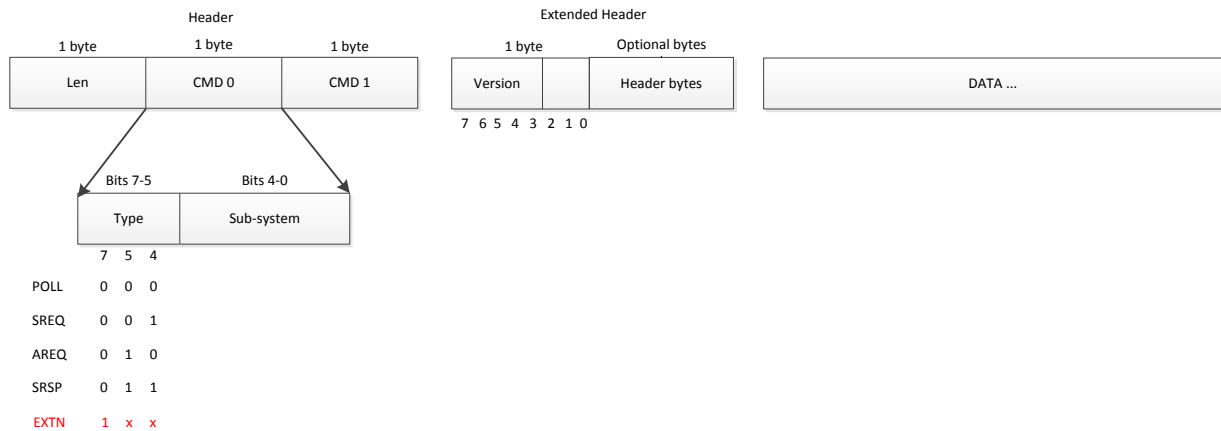 Header
Extended Header
1 byte 1 byte 1 byte
1 byte Optional bytes
Len CMD 0 CMD 1
Version Header bytes
DATA ...
7 6 5 4 3 2 1 0
Bits 7-5 Bits 4-0
Type Sub-system
7 5 4
POLL 0 0 0
SREQ 0 0 1
AREQ 0 1 0
SRSP 0 1 1
EXTN 1 x x